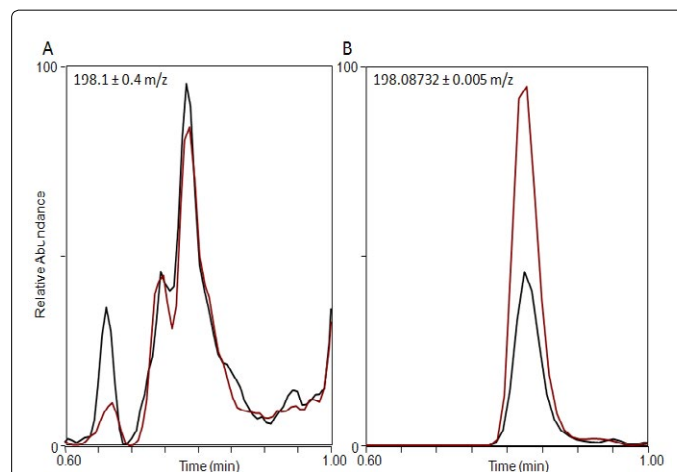 A
B
100
198.1 ± 0.4 m/z
100
198.08732 ± 0.005 m/z
Relative Abundance
0
0
0.60
Time (min)
1.00
0.60
Time (min)
1.00